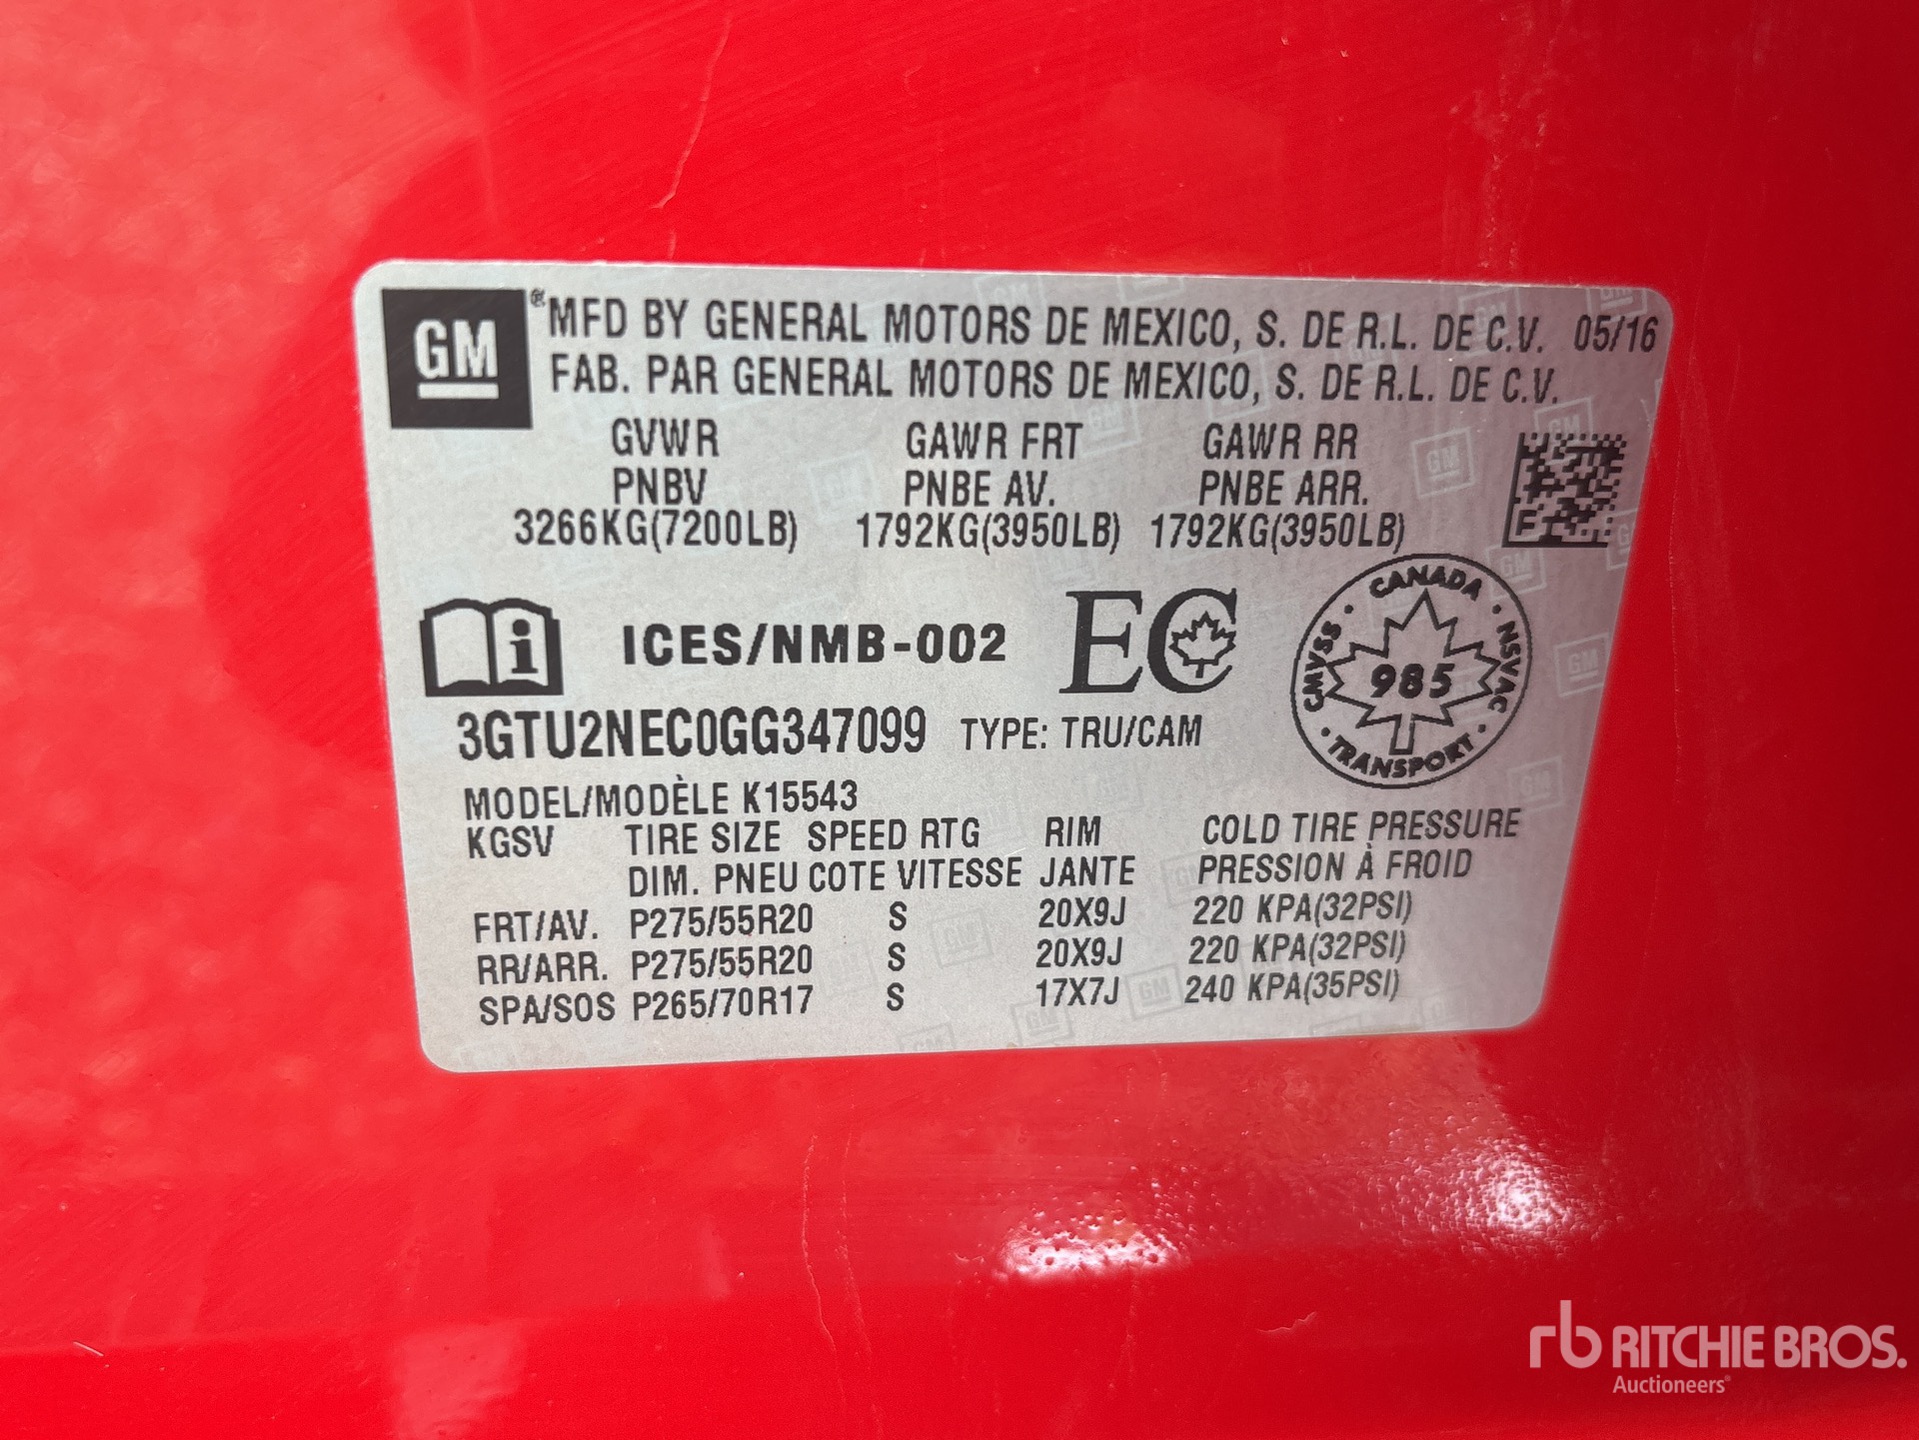 GM
®MFD BY GENERAL MOTORS DE MEXICO, S. DE R.L. DE C.V. 05/16
FAB. PAR GENERAL MOTORS DE MEXICO, S. DE R.L. DE C.V.
GVWR GAWR FRT GAWR RR
PNBV PNBE AV. PNBE ARR.
3266KG(7200LB) 1792KG(3950LB) 1792KG(3950LB)
i ICES/NMB-002 EC
CANADA
CMVSS 985 NSVAC
TRANSPORT
3GTU2NEC0GG347099 TYPE: TRU/CAM
MODEL/MODÈLE K15543
KGSV TIRE SIZE SPEED RTG RIM COLD TIRE PRESSURE
DIM. PNEU COTE VITESSE JANTE PRESSION À FROID
FRT/AV. P275/55R20 S 20X9J 220 KPA(32PSI)
RR/ARR. P275/55R20 S 20X9J 220 KPA(32PSI)
SPA/SOS P265/70R17 S 17X7J 240 KPA(35PSI)
rb RITCHIE BROS.
Auctioneers®